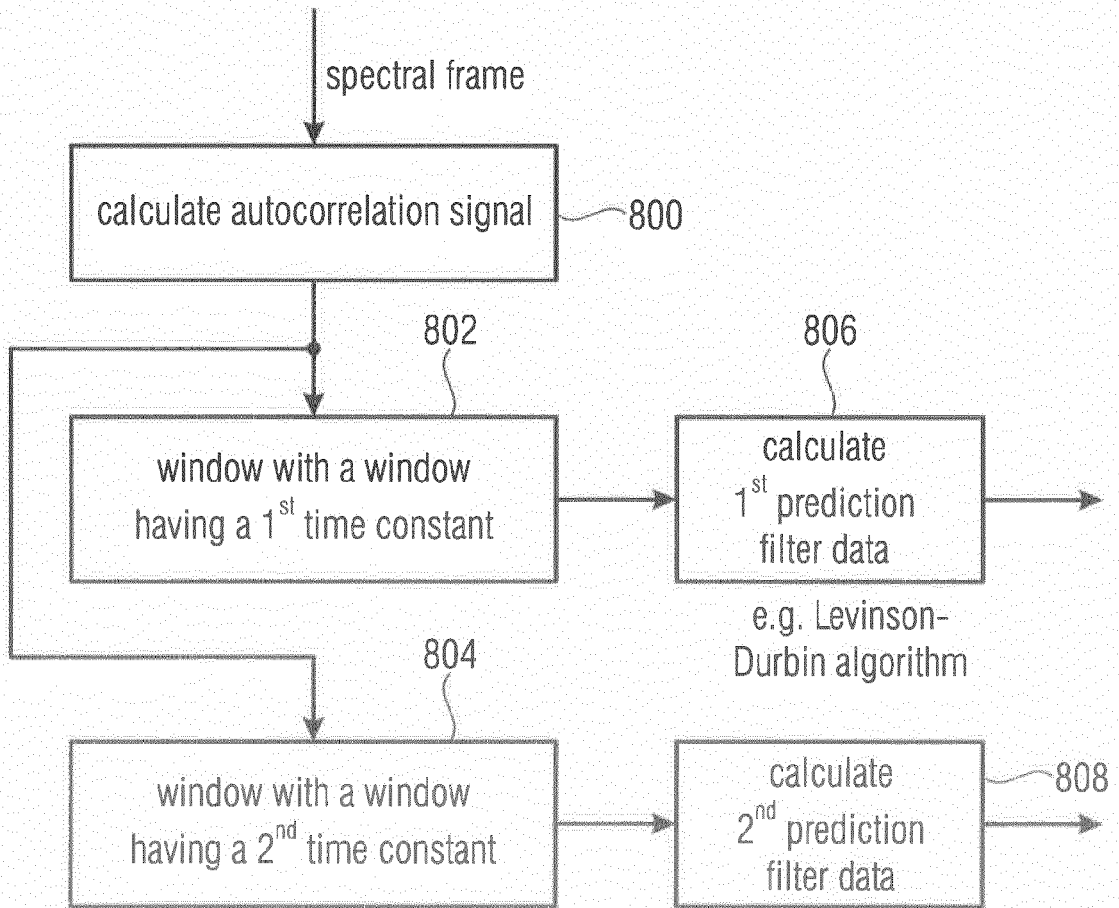 spectral frame
calculate autocorrelation signal
800
802
806
window with a window
having a 1st time constant
calculate
1st prediction
filter data
e.g. Levinson-
Durbin algorithm
804
window with a window
having a 2nd time constant
calculate
2nd prediction
filter data
808